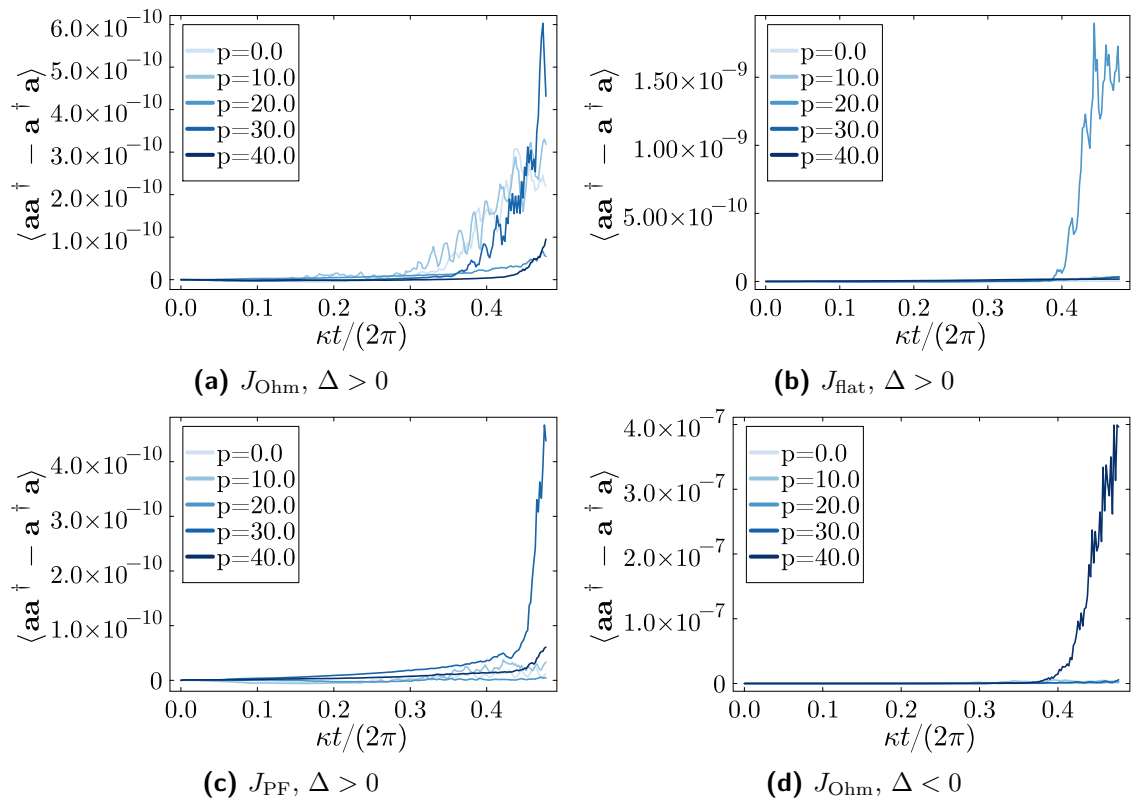 6.0×10⁻¹⁰
5.0×10⁻¹⁰
4.0×10⁻¹⁰
3.0×10⁻¹⁰
2.0×10⁻¹⁰
1.0×10⁻¹⁰
0
⟨aa† − a†a⟩
p=0.0
p=10.0
p=20.0
p=30.0
p=40.0
0.0 0.1 0.2 0.3 0.4
κt/(2π)
(a) J_Ohm, Δ > 0
1.50×10⁻⁹
1.00×10⁻⁹
5.00×10⁻¹⁰
0
⟨aa† − a†a⟩
p=0.0
p=10.0
p=20.0
p=30.0
p=40.0
0.0 0.1 0.2 0.3 0.4
κt/(2π)
(b) J_flat, Δ > 0
4.0×10⁻¹⁰
3.0×10⁻¹⁰
2.0×10⁻¹⁰
1.0×10⁻¹⁰
0
⟨aa† − a†a⟩
p=0.0
p=10.0
p=20.0
p=30.0
p=40.0
0.0 0.1 0.2 0.3 0.4
κt/(2π)
(c) J_PF, Δ > 0
4.0×10⁻⁷
3.0×10⁻⁷
2.0×10⁻⁷
1.0×10⁻⁷
0
⟨aa† − a†a⟩
p=0.0
p=10.0
p=20.0
p=30.0
p=40.0
0.0 0.1 0.2 0.3 0.4
κt/(2π)
(d) J_Ohm, Δ < 0